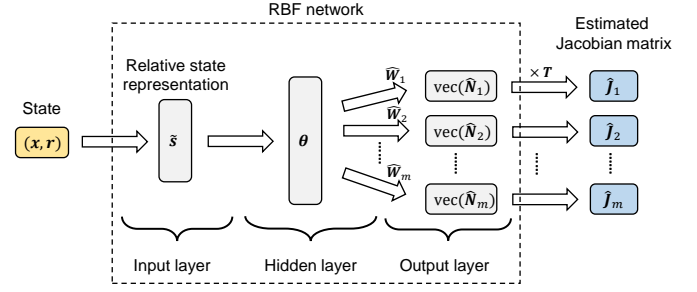 RBF network
Estimated
Jacobian matrix
Relative state
representation
State
(x, r)
s̃
θ
Ŵ₁
Ŵ₂
Ŵₘ
vec(N̂₁)
vec(N̂₂)
vec(N̂ₘ)
× T
Ĵ₁
Ĵ₂
Ĵₘ
Input layer
Hidden layer
Output layer